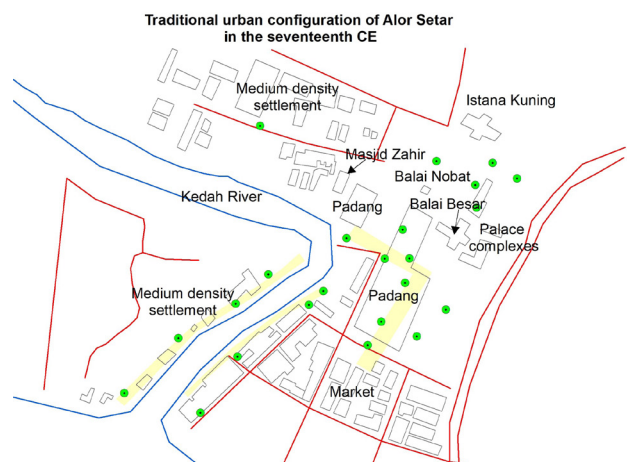 Traditional urban configuration of Alor Setar
in the seventeenth CE
Medium density
settlement
Istana Kuning
Masjid Zahir
Balai Nobat
Kedah River
Padang
Balai Besar
Palace
complexes
Medium density
settlement
Padang
Market